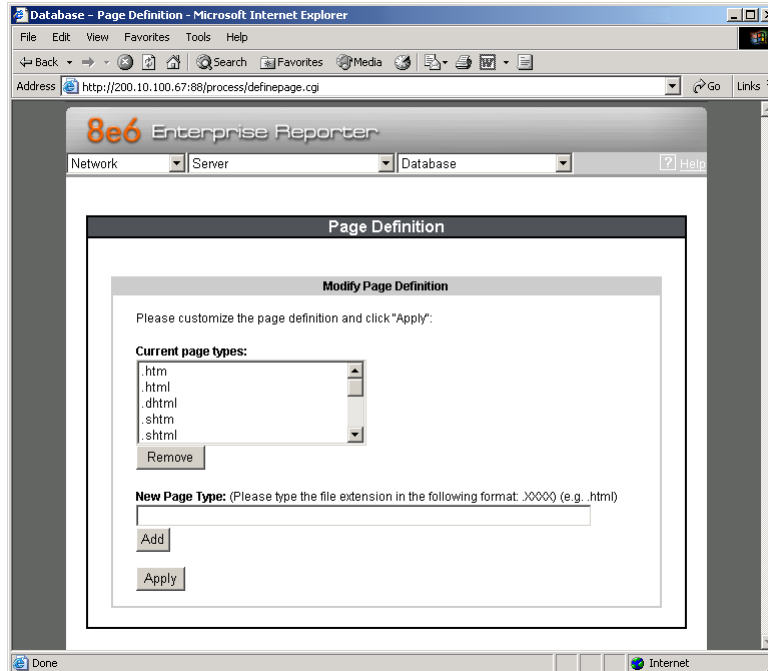 Database - Page Definition - Microsoft Internet Explorer
File Edit View Favorites Tools Help
Back Search Favorites Media
Address http://200.10.100.67:88/process/definepage.cgi Go Links
8e6 Enterprise Reporter
Network Server Database ? Help
Page Definition
Modify Page Definition
Please customize the page definition and click "Apply":
Current page types:
.htm
.html
.dhtml
.shtm
.shtml
Remove
New Page Type: (Please type the file extension in the following format: .XXXX) (e.g. .html)
Add
Apply
Done Internet